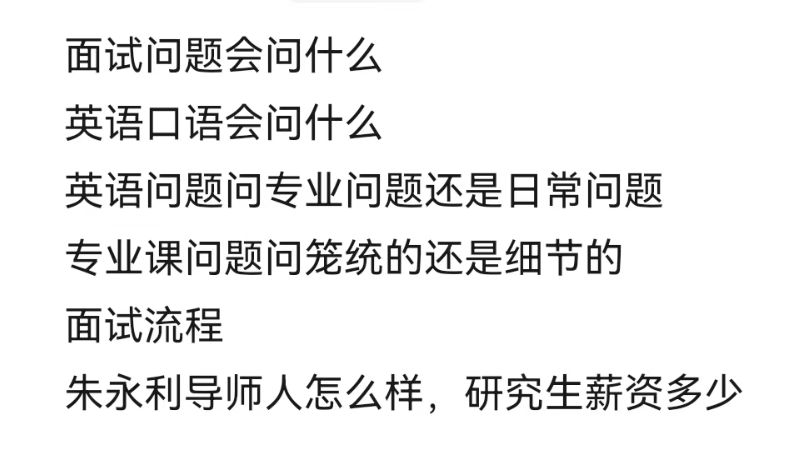 面试问题会问什么
英语口语会问什么
英语问题问专业问题还是日常问题
专业课问题问笼统的还是细节的
面试流程
朱永利导师人怎么样，研究生薪资多少